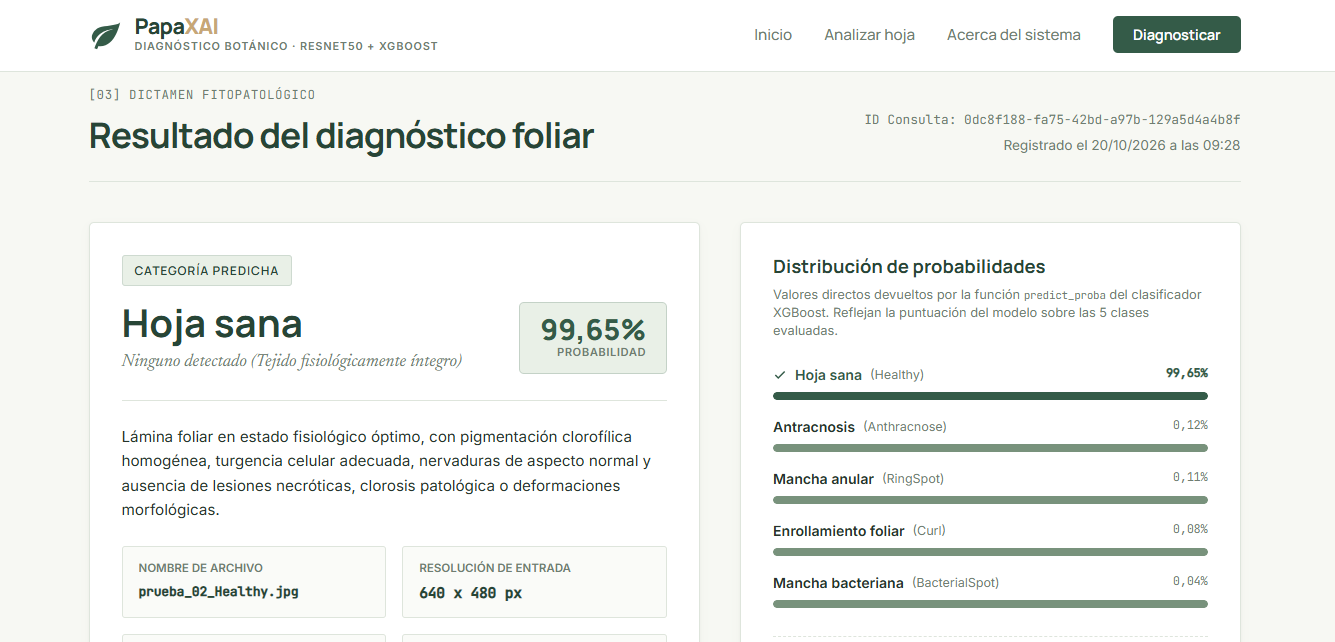 PapaXAI
DIAGNÓSTICO BOTÁNICO · RESNET50 + XGBOOST
Inicio
Analizar hoja
Acerca del sistema
Diagnosticar
[03] DICTAMEN FITOPATOLÓGICO
Resultado del diagnóstico foliar
ID Consulta: 0dc8f188-fa75-42bd-a97b-129a5d4a4b8f
Registrado el 20/10/2026 a las 09:28
CATEGORÍA PREDICHA
Hoja sana
Ninguno detectado (Tejido fisiológicamente íntegro)
99,65%
PROBABILIDAD
Lámina foliar en estado fisiológico óptimo, con pigmentación clorofílica
homogénea, turgencia celular adecuada, nervaduras de aspecto normal y
ausencia de lesiones necróticas, clorosis patológica o deformaciones
morfológicas.
NOMBRE DE ARCHIVO
prueba_02_Healthy.jpg
RESOLUCIÓN DE ENTRADA
640 x 480 px
Distribución de probabilidades
Valores directos devueltos por la función predict_proba del clasificador
XGBoost. Reflejan la puntuación del modelo sobre las 5 clases
evaluadas.
✓ Hoja sana (Healthy) 99,65%
Antracnosis (Anthracnose) 0,12%
Mancha anular (RingSpot) 0,11%
Enrollamiento foliar (Curl) 0,08%
Mancha bacteriana (BacterialSpot) 0,04%